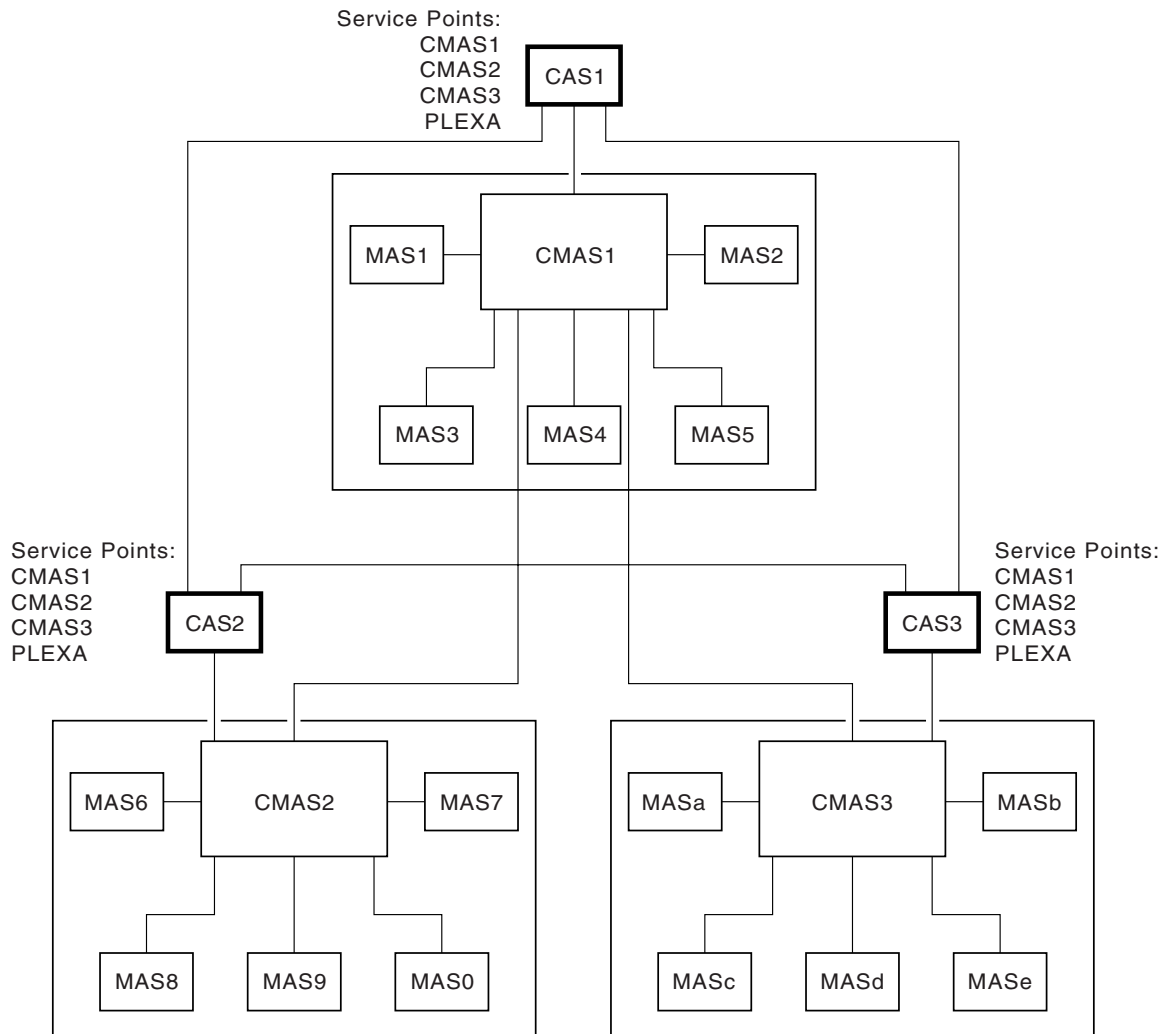 Service Points:
CMAS1
CMAS2
CMAS3
PLEXA
CAS1
MAS1
CMAS1
MAS2
MAS3
MAS4
MAS5
Service Points:
CMAS1
CMAS2
CMAS3
PLEXA
CAS2
CAS3
Service Points:
CMAS1
CMAS2
CMAS3
PLEXA
MAS6
CMAS2
MAS7
MAS8
MAS9
MAS0
MASa
CMAS3
MASb
MASc
MASd
MASe